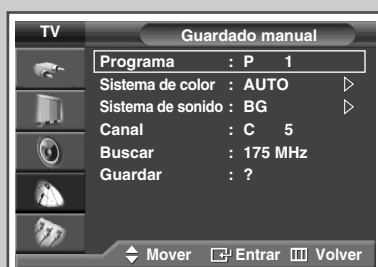 TV
Guardado manual
Programa : P 1
Sistema de color : AUTO
Sistema de sonido : BG
Canal : C 5
Buscar : 175 MHz
Guardar : ?
Mover Entrar Volver